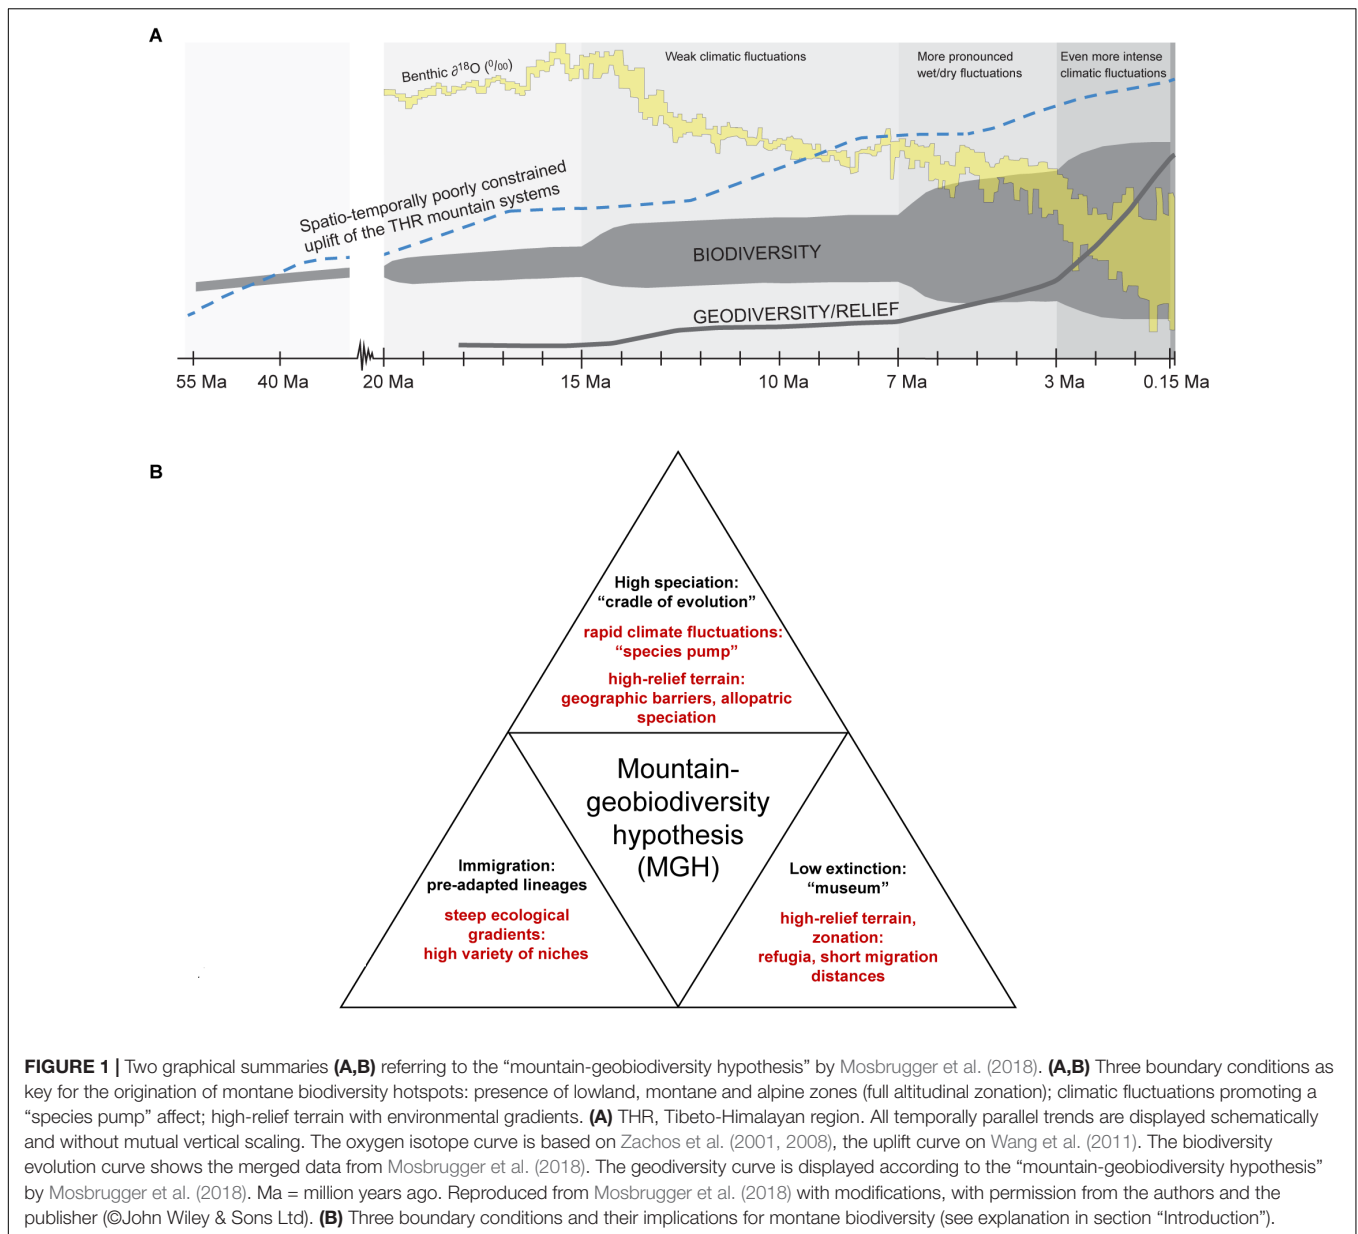 A
Benthic ∂18O (0/00)
Weak climatic fluctuations
More pronounced
wet/dry fluctuations
Even more intense
climatic fluctuations
Spatio-temporally poorly constrained
uplift of the THR mountain systems
BIODIVERSITY
GEODIVERSITY/RELIEF
55 Ma
40 Ma
20 Ma
15 Ma
10 Ma
7 Ma
3 Ma
0.15 Ma
B
High speciation:
“cradle of evolution”
rapid climate fluctuations:
“species pump”
high-relief terrain:
geographic barriers, allopatric
speciation
Mountain-
geobiodiversity
hypothesis
(MGH)
Immigration:
pre-adapted lineages
steep ecological
gradients:
high variety of niches
Low extinction:
“museum”
high-relief terrain,
zonation:
refugia, short migration
distances
FIGURE 1 | Two graphical summaries (A,B) referring to the “mountain-geobiodiversity hypothesis” by Mosbrugger et al. (2018). (A,B) Three boundary conditions as
key for the origination of montane biodiversity hotspots: presence of lowland, montane and alpine zones (full altitudinal zonation); climatic fluctuations promoting a
“species pump” affect; high-relief terrain with environmental gradients. (A) THR, Tibeto-Himalayan region. All temporally parallel trends are displayed schematically
and without mutual vertical scaling. The oxygen isotope curve is based on Zachos et al. (2001, 2008), the uplift curve on Wang et al. (2011). The biodiversity
evolution curve shows the merged data from Mosbrugger et al. (2018). The geodiversity curve is displayed according to the “mountain-geobiodiversity hypothesis”
by Mosbrugger et al. (2018). Ma = million years ago. Reproduced from Mosbrugger et al. (2018) with modifications, with permission from the authors and the
publisher (©John Wiley & Sons Ltd). (B) Three boundary conditions and their implications for montane biodiversity (see explanation in section “Introduction”).